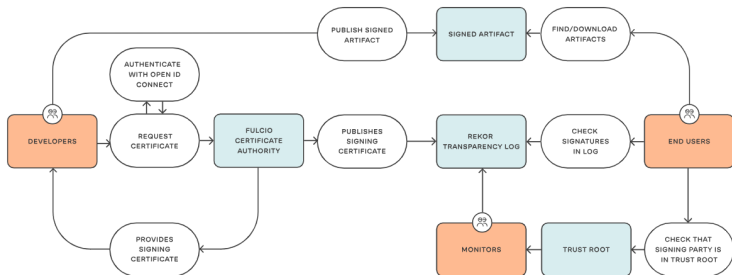 PUBLISH SIGNED
ARTIFACT
SIGNED ARTIFACT
FIND/DOWNLOAD
ARTIFACTS
AUTHENTICATE
WITH OPEN ID
CONNECT
DEVELOPERS
REQUEST
CERTIFICATE
FULCIO
CERTIFICATE
AUTHORITY
PUBLISHES
SIGNING
CERTIFICATE
REKOR
TRANSPARENCY LOG
CHECK
SIGNATURES
IN LOG
END USERS
PROVIDES
SIGNING
CERTIFICATE
MONITORS
TRUST ROOT
CHECK THAT
SIGNING PARTY IS
IN TRUST ROOT